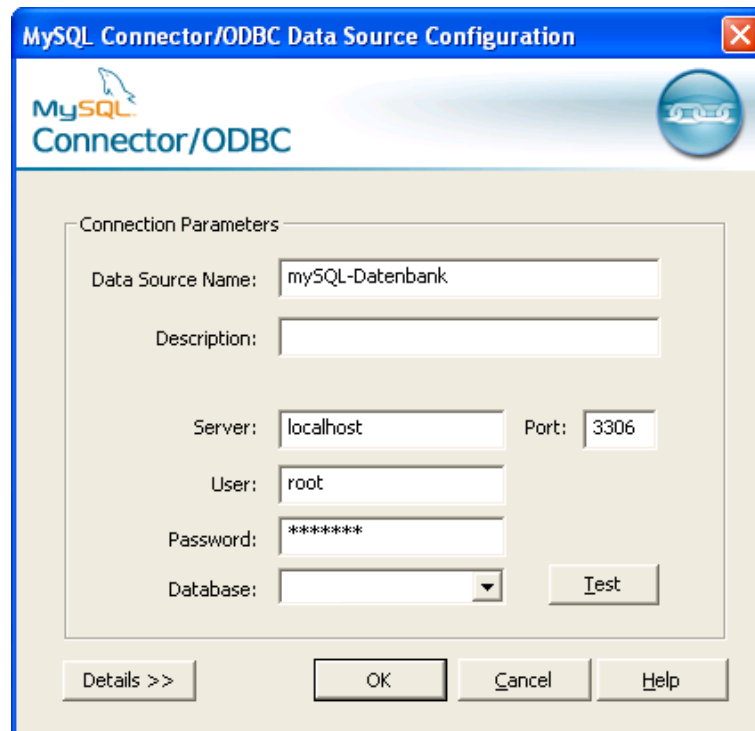 MySQL Connector/ODBC Data Source Configuration
MySQL
Connector/ODBC
Connection Parameters
Data Source Name: mySQL-Datenbank
Description:
Server: localhost Port: 3306
User: root
Password: *******
Database:
Test
Details >> OK Cancel Help